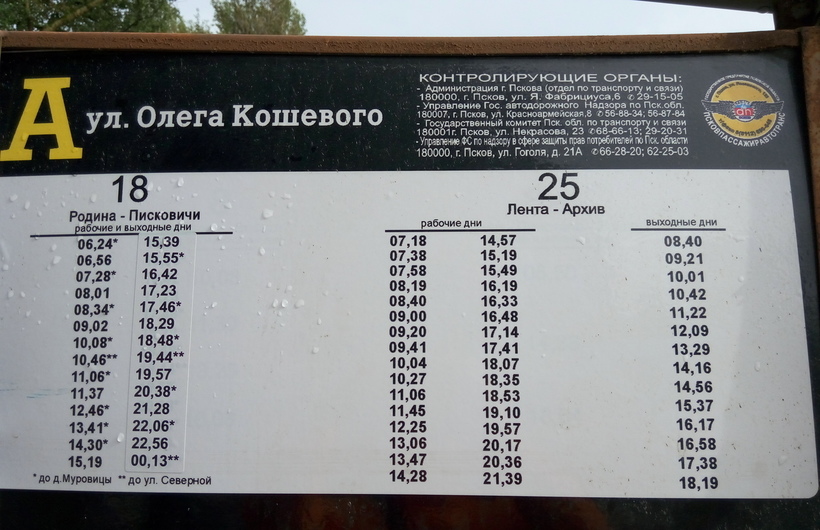 А ул. Олега Кошевого
КОНТРОЛИРУЮЩИЕ ОРГАНЫ:
- Администрация г. Пскова (отдел по транспорту и связи)
180000, г. Псков, ул. Я. Фабрициуса,6 ✆ 29-15-05
- Управление Гос. автодорожного Надзора по Пск.обл.
180007, г. Псков, ул. Красноармейская,8 ✆ 56-88-34; 56-87-84
- Государственный комитет Пск. обл. по транспорту и связи
180001г. Псков, ул. Некрасова, 23 ✆68-66-13; 29-20-31
- Управление ФС по надзору в сфере защиты прав потребителей по Пск. области
180000, г. Псков, ул. Гоголя, д. 21А ✆66-28-20; 62-25-03
ПСКОВПАССАЖИРАВТОТРАНС
18
Родина - Писковичи
рабочие и выходные дни
06,24* 15,39
06,56 15,55*
07,28* 16,42
08,01 17,23
08,34* 17,46*
09,02 18,29
10,08* 18,48*
10,46** 19,44**
11,06* 19,57
11,37 20,38*
12,46* 21,28
13,41* 22,06*
14,30* 22,56
15,19 00,13**
* до д.Муровицы ** до ул. Северной
25
Лента - Архив
рабочие дни выходные дни
07,18 14,57 08,40
07,38 15,19 09,21
07,58 15,49 10,01
08,19 16,19 10,42
08,40 16,33 11,22
09,00 16,48 12,09
09,20 17,14 13,29
09,41 17,41 14,16
10,04 18,07 14,56
10,27 18,35 15,37
11,06 18,53 16,17
11,45 19,10 16,58
12,25 19,57 17,38
13,06 20,17 18,19
13,47 20,36
14,28 21,39